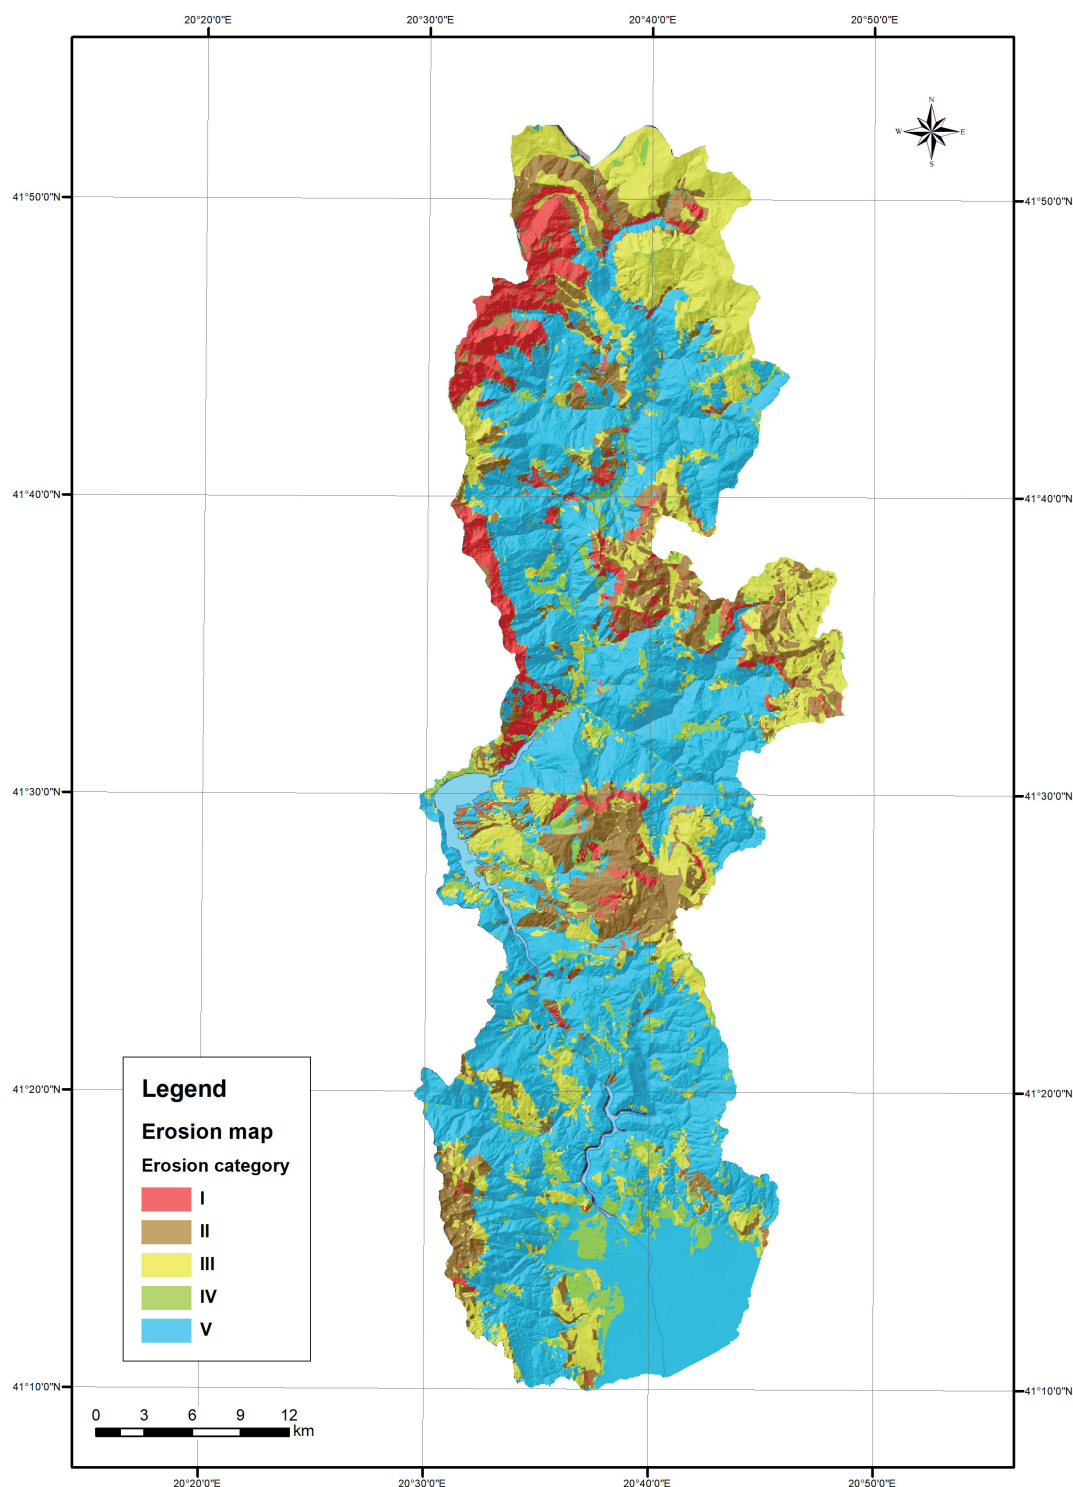 20°20'0"E 20°30'0"E 20°40'0"E 20°50'0"E
N
W E
S
41°50'0"N 41°50'0"N
41°40'0"N 41°40'0"N
41°30'0"N 41°30'0"N
41°20'0"N 41°20'0"N
Legend
Erosion map
Erosion category
I
II
III
IV
V
41°10'0"N 41°10'0"N
0 3 6 9 12
km
20°20'0"E 20°30'0"E 20°40'0"E 20°50'0"E